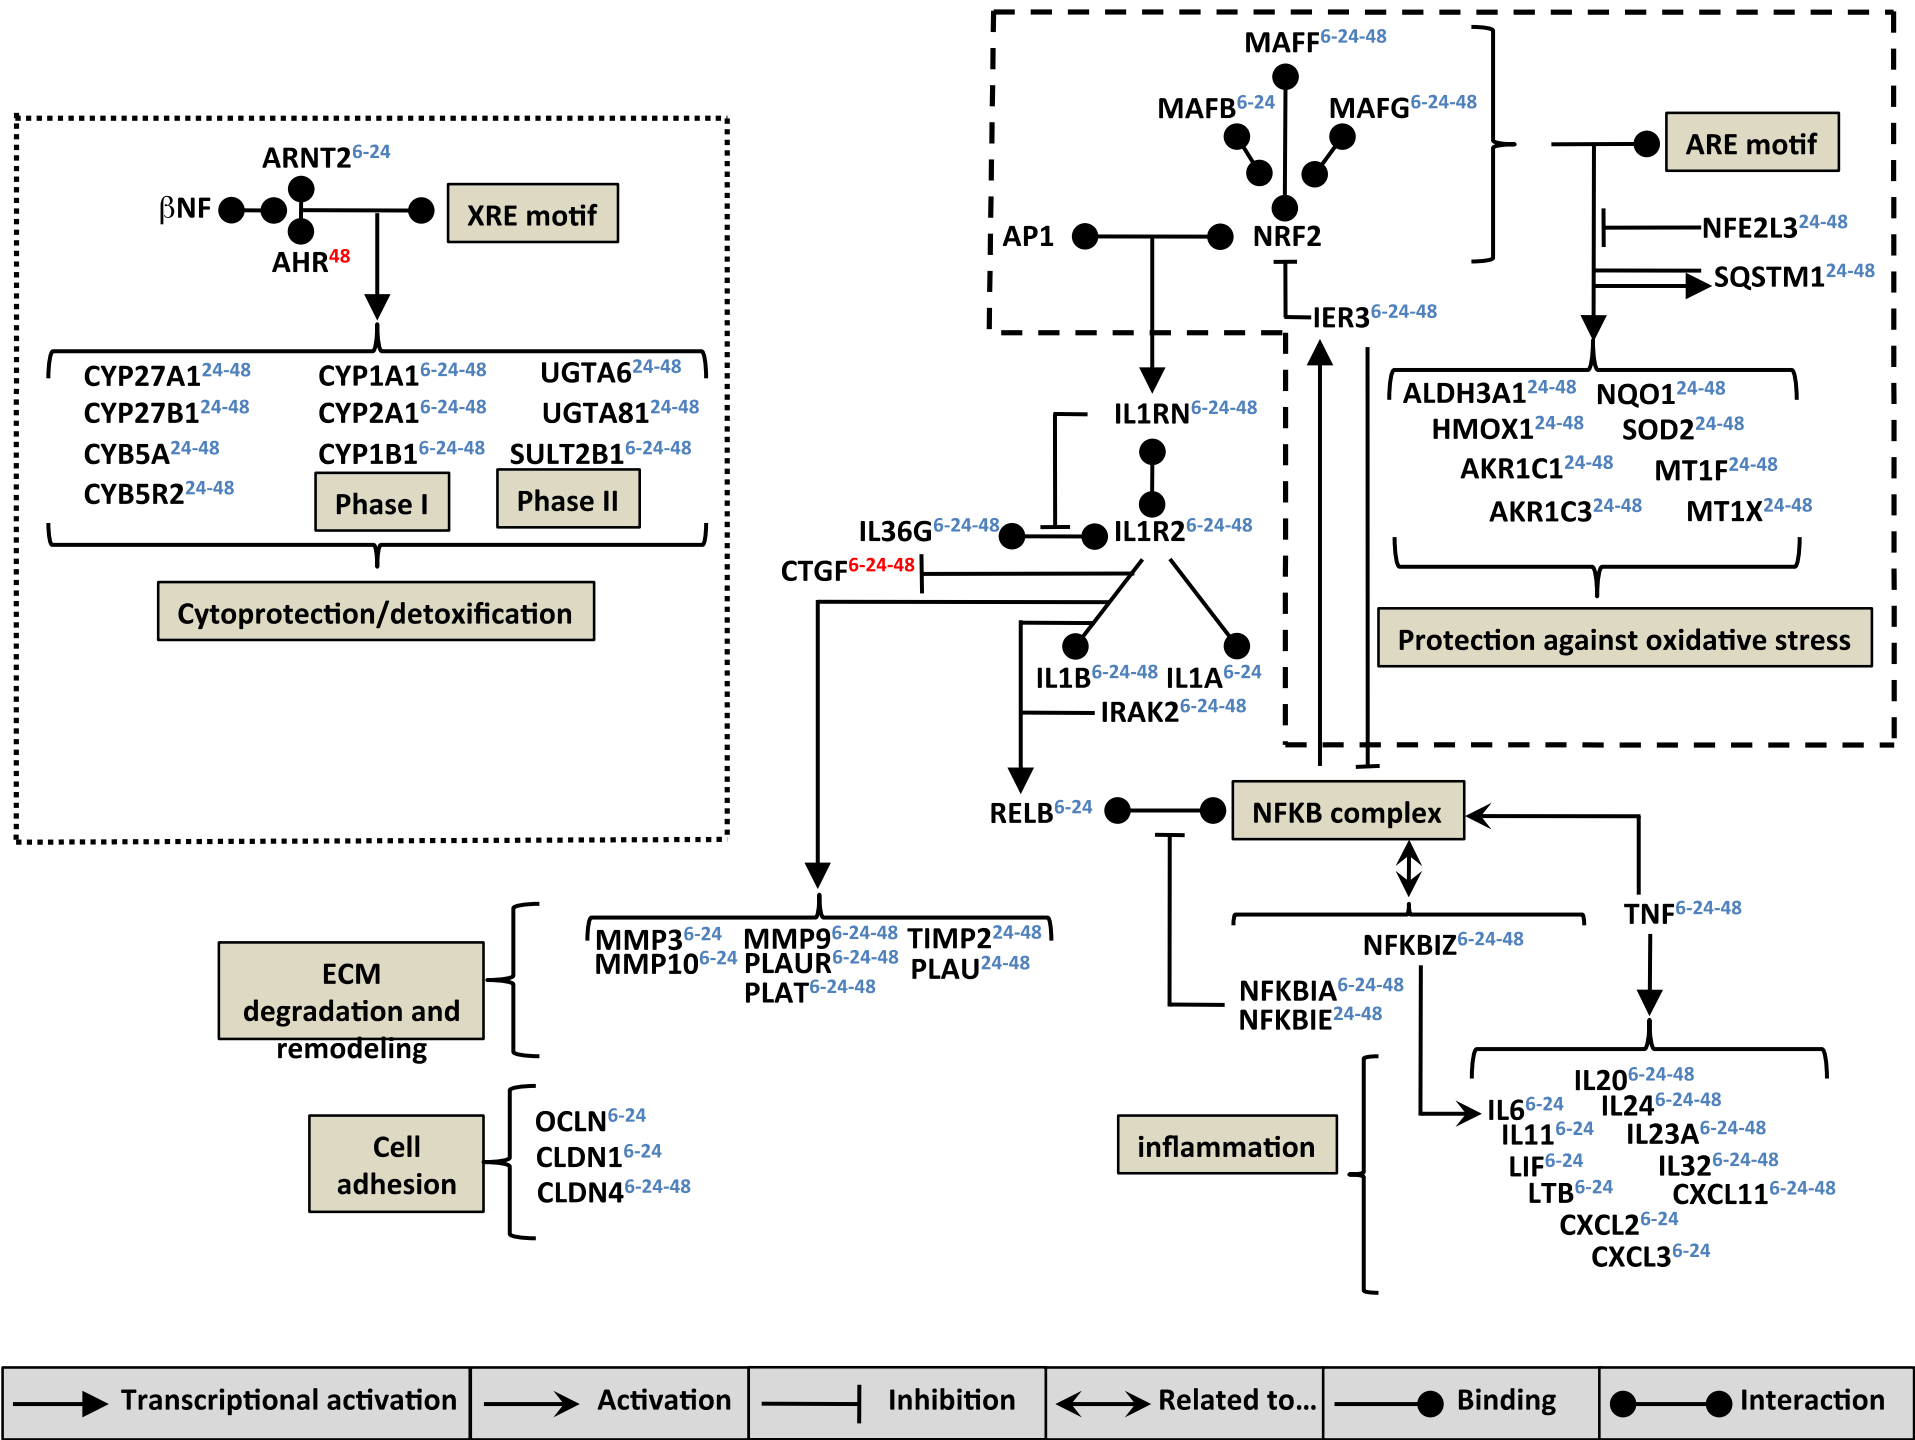 MAFF6-24-48
MAFB6-24
MAFG6-24-48
ARE motif
AP1
NRF2
NFE2L324-48
SQSTM124-48
IER36-24-48
ARNT26-24
βNF
XRE motif
AHR48
CYP27A124-48 CYP1A16-24-48 UGTA624-48
CYP27B124-48 CYP2A16-24-48 UGTA8124-48
CYB5A24-48 CYP1B16-24-48 SULT2B16-24-48
CYB5R224-48 Phase I Phase II
Cytoprotection/detoxification
ALDH3A124-48 NQO124-48
HMOX124-48 SOD224-48
AKR1C124-48 MT1F24-48
AKR1C324-48 MT1X24-48
Protection against oxidative stress
IL1RN6-24-48
IL36G6-24-48
IL1R26-24-48
CTGF6-24-48
IL1B6-24-48 IL1A6-24
IRAK26-24-48
RELB6-24
NFKB complex
TNF6-24-48
NFKBIZ6-24-48
NFKBIA6-24-48
NFKBIE24-48
MMP36-24 MMP96-24-48 TIMP224-48
MMP106-24 PLAUR6-24-48 PLAU24-48
PLAT6-24-48
ECM
degradation and
remodeling
Cell
adhesion
OCLN6-24
CLDN16-24
CLDN46-24-48
inflammation
IL206-24-48
IL66-24 IL246-24-48
IL116-24 IL23A6-24-48
LIF6-24 IL326-24-48
LTB6-24 CXCL116-24-48
CXCL26-24
CXCL36-24
Transcriptional activation Activation Inhibition Related to... Binding Interaction